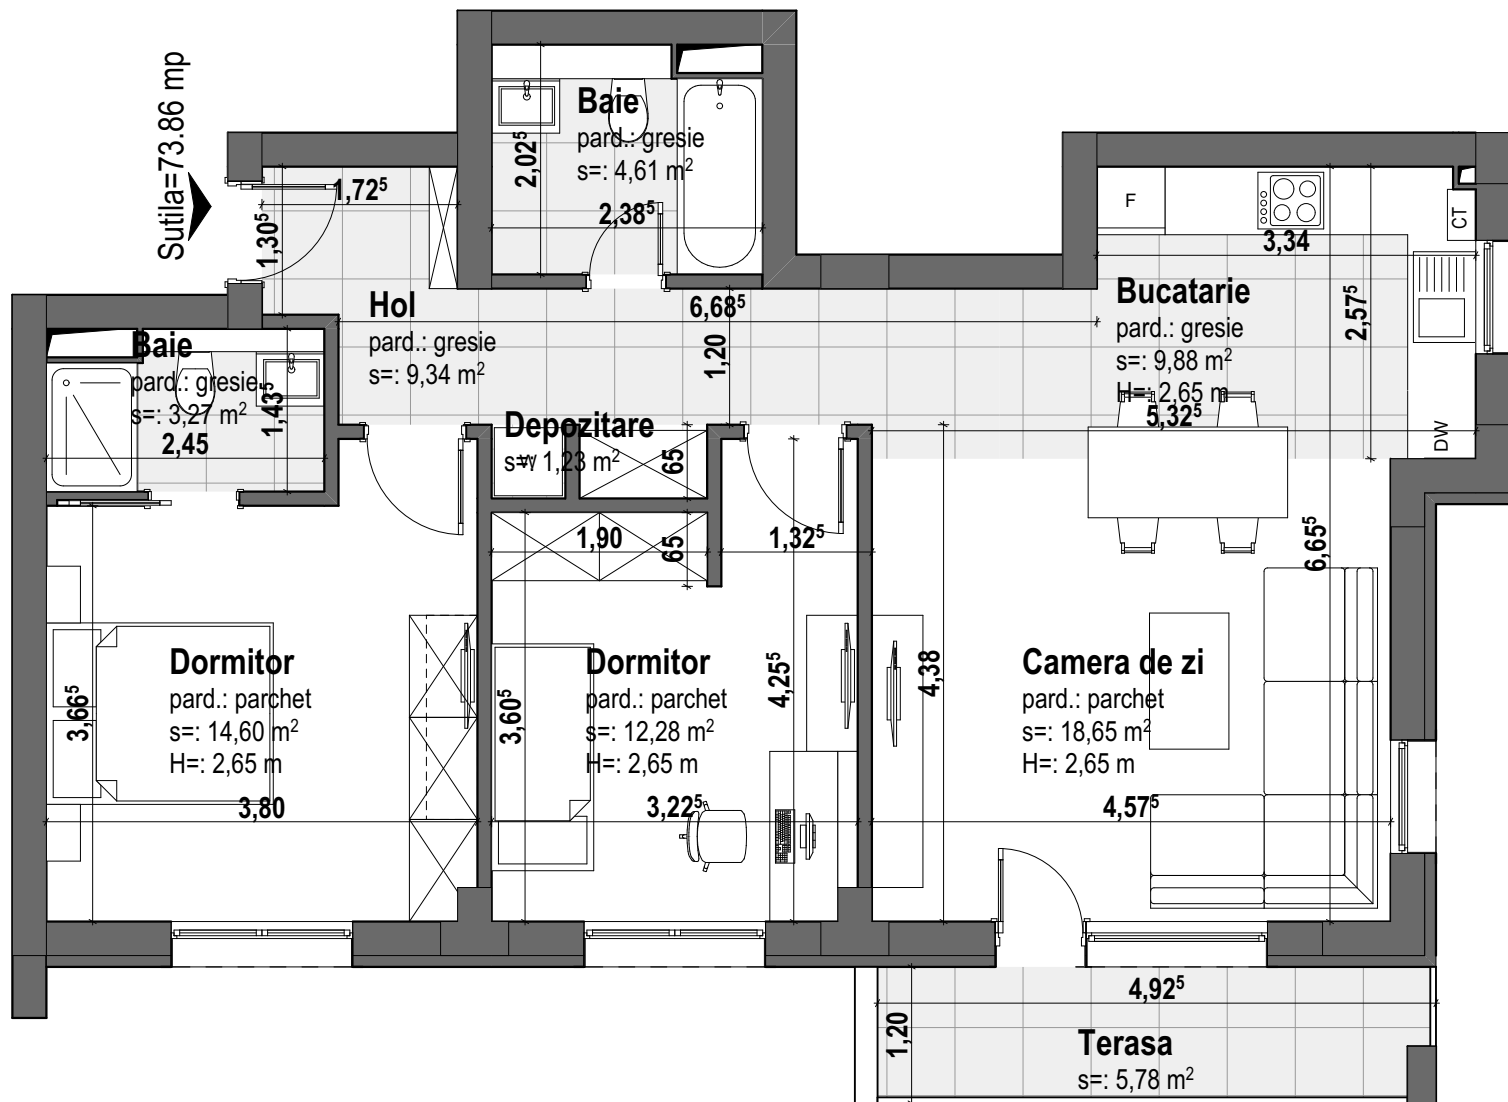 Sutila=73.86 mp
Baie
pard.: gresie
s=: 4,61 m²
2,02⁵
2,38⁵
1,72⁵
1,30⁵
Hol
pard.: gresie
s=: 9,34 m²
6,68⁵
1,20
F
CT
3,34
Bucatarie
pard.: gresie
s=: 9,88 m²
H=: 2,65 m
2,57⁵
5,32⁵
DW
Baie
pard.: gresie
s=: 3,27 m²
1,43⁵
2,45
Depozitare
s=: 1,23 m²
65
1,90
65
1,32⁵
6,65⁵
Dormitor
pard.: parchet
s=: 14,60 m²
H=: 2,65 m
3,66⁵
3,80
Dormitor
pard.: parchet
s=: 12,28 m²
H=: 2,65 m
3,60⁵
4,25⁵
3,22⁵
Camera de zi
pard.: parchet
s=: 18,65 m²
H=: 2,65 m
4,38
4,57⁵
4,92⁵
1,20
Terasa
s=: 5,78 m²